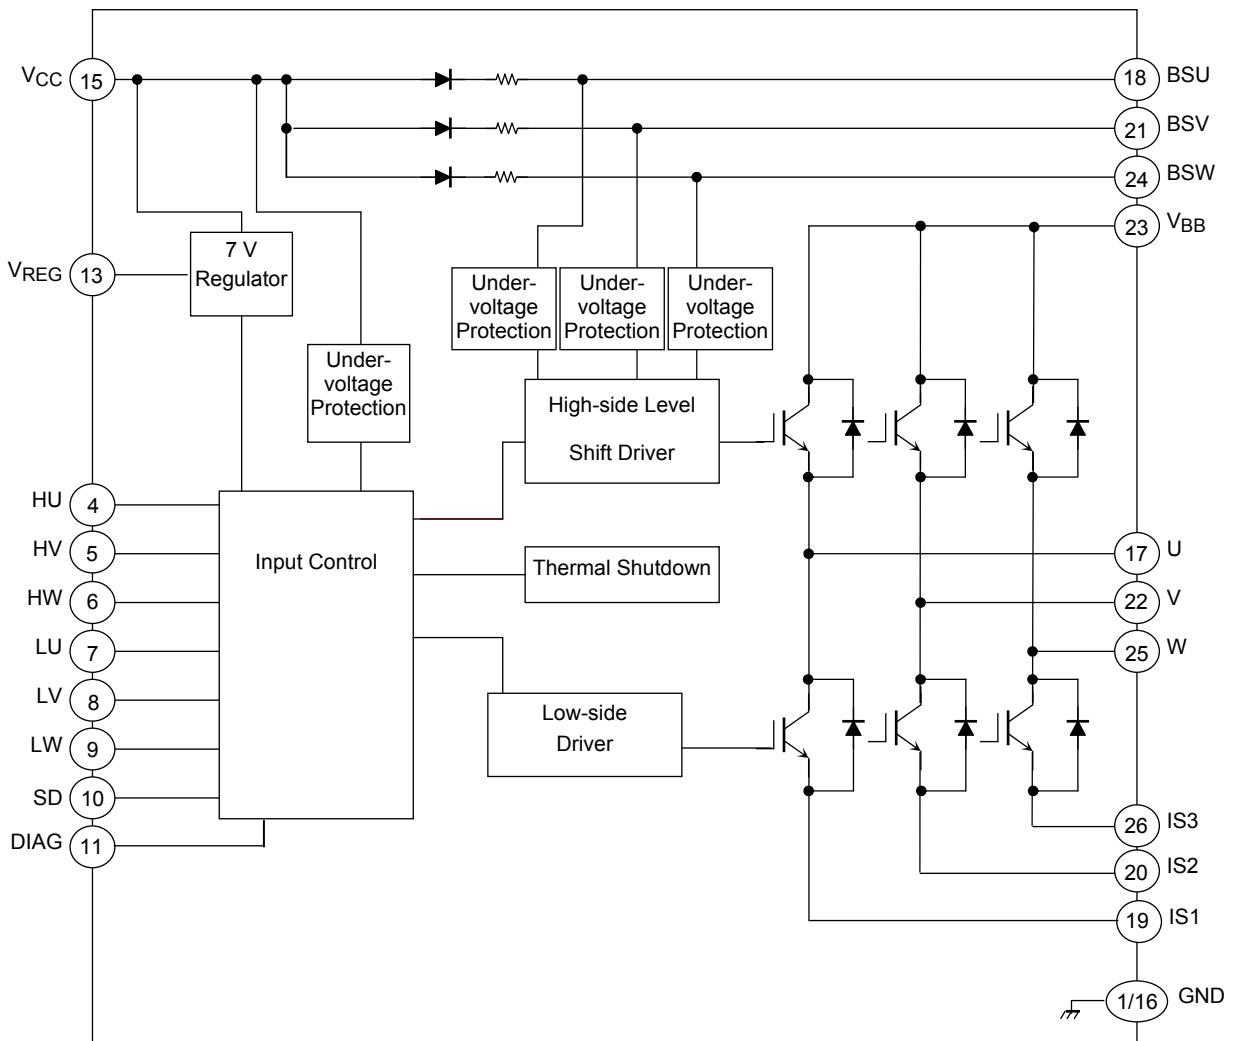 VCC 15
18 BSU
21 BSV
24 BSW
23 VBB
7 V
Regulator
VREG 13
Under-
voltage
Protection
Under-
voltage
Protection
Under-
voltage
Protection
Under-
voltage
Protection
High-side Level
Shift Driver
HU 4
HV 5
HW 6
LU 7
LV 8
LW 9
SD 10
DIAG 11
Input Control
Thermal Shutdown
Low-side
Driver
17 U
22 V
25 W
26 IS3
20 IS2
19 IS1
1/16 GND